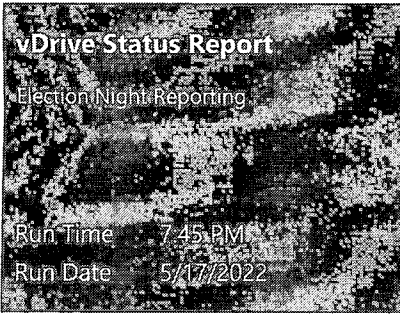 vDrive Status Report
Election Night Reporting
Run Time 7:45 PM
Run Date 5/17/2022